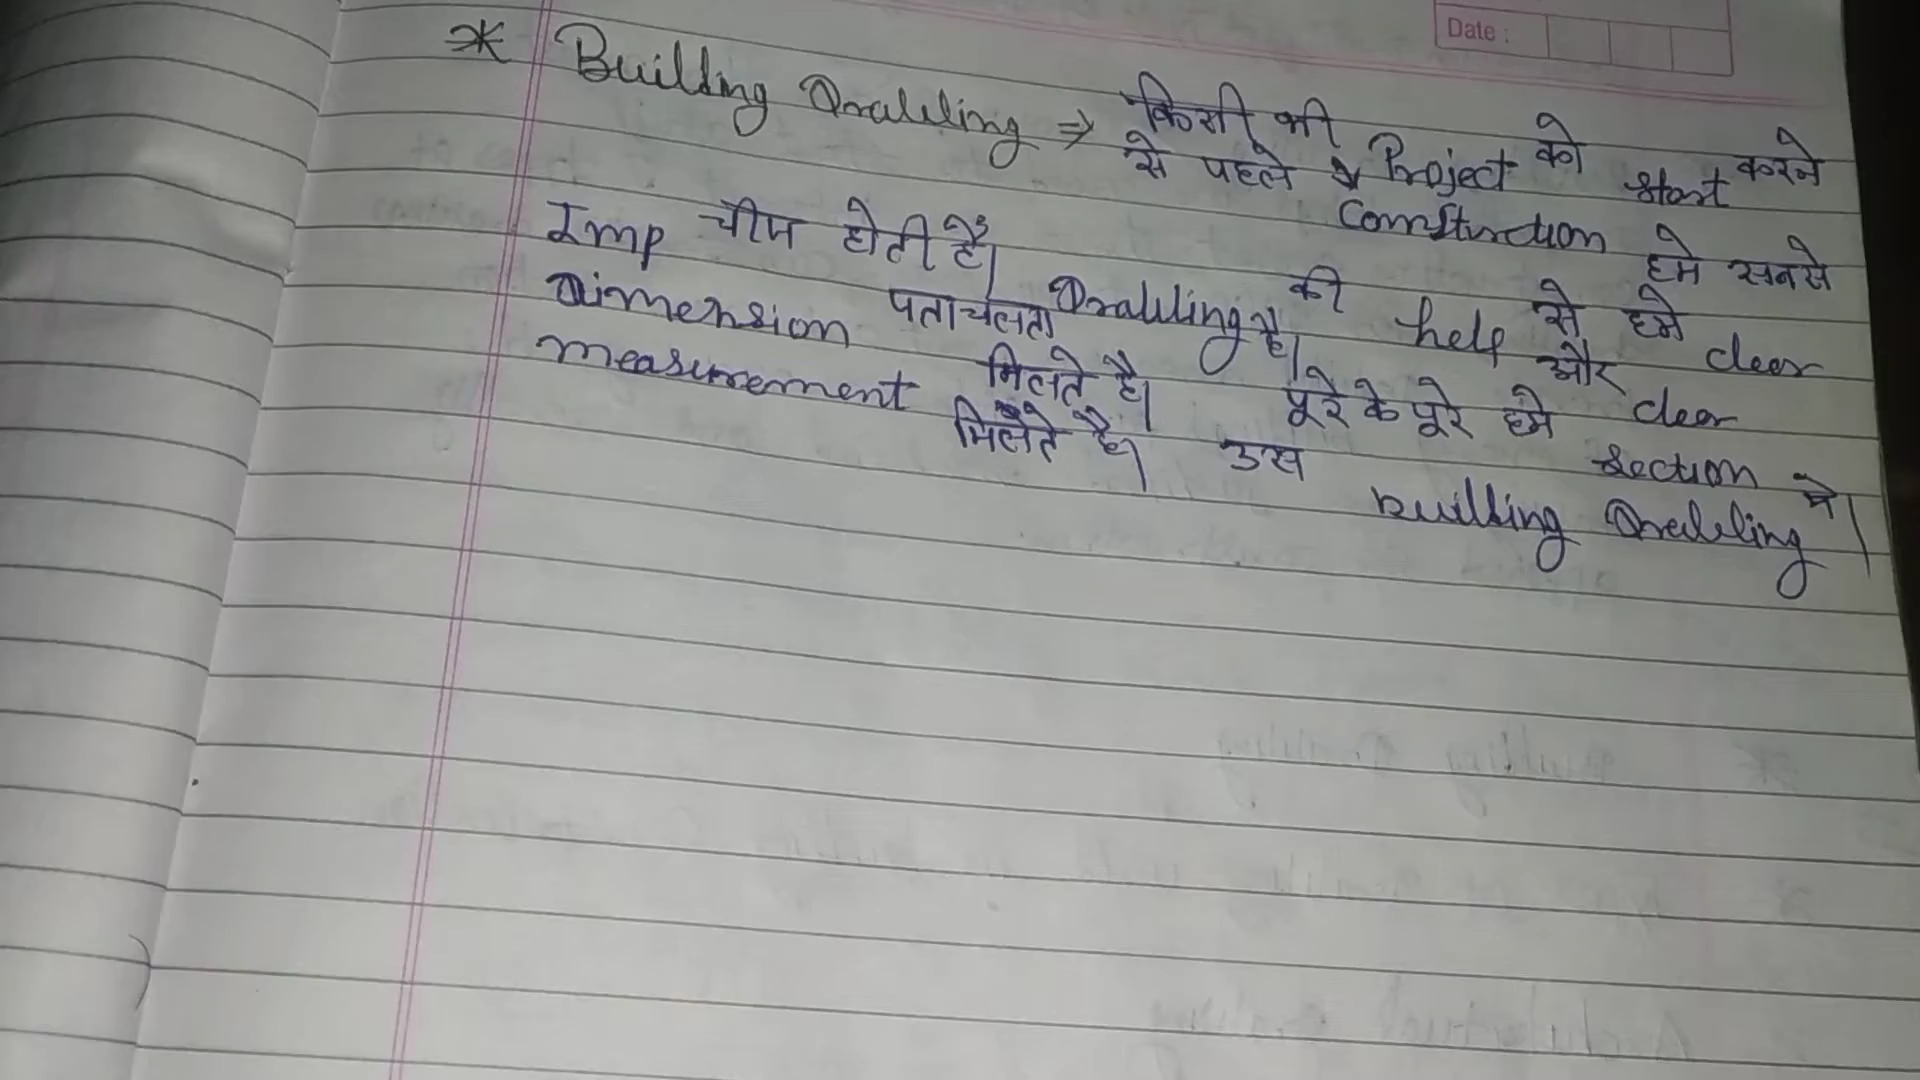 Date :
* Building Drawing ⇒ किसी भी Project को start करने
से पहले Construction हमे सबसे
Imp चीज होती है। Drawing की help से हमे clear
Dimension पता चलता है। और clear
measurement मिलते है। पूरे के पूरे हमे section मे।
मिलते है। उस building Drawing